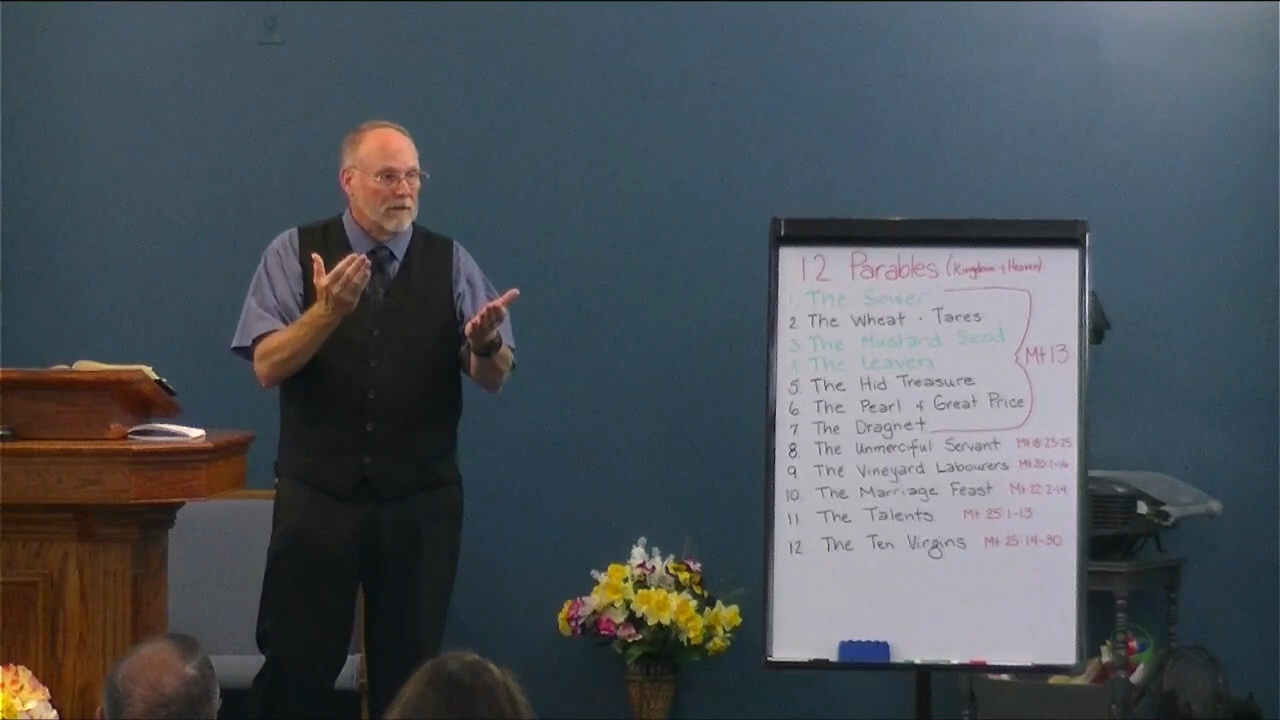 12 Parables (Kingdom of Heaven)
1. The Sower
2 The Wheat · Tares
3. The Mustard Seed
4 The Leaven
Mt 13
5. The Hid Treasure
6 The Pearl of Great Price
7 The Dragnet
8. The Unmerciful Servant Mt 18:23-25
9 The Vineyard Labourers Mt 20:1-16
10. The Marriage Feast Mt 22:2-14
11 The Talents Mt 25:1-13
12 The Ten Virgins Mt 25:14-30